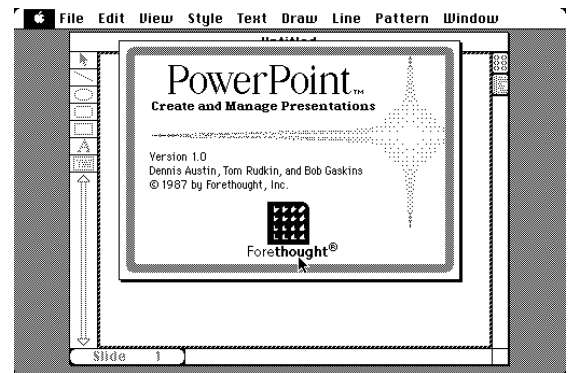 File Edit View Style Text Draw Line Pattern Window
Untitled
PowerPoint™
Create and Manage Presentations
Version 1.0
Dennis Austin, Tom Rudkin, and Bob Gaskins
© 1987 by Forethought, Inc.
Forethought®
A
Slide 1